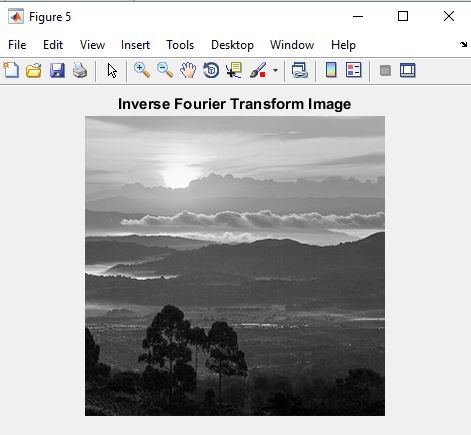 Figure 5
File Edit View Insert Tools Desktop Window Help
Inverse Fourier Transform Image